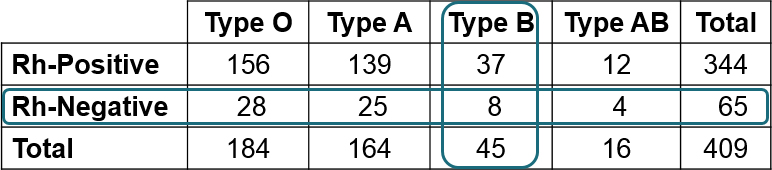 Type O Type A Type B Type AB Total
Rh-Positive 156 139 37 12 344
Rh-Negative 28 25 8 4 65
Total 184 164 45 16 409